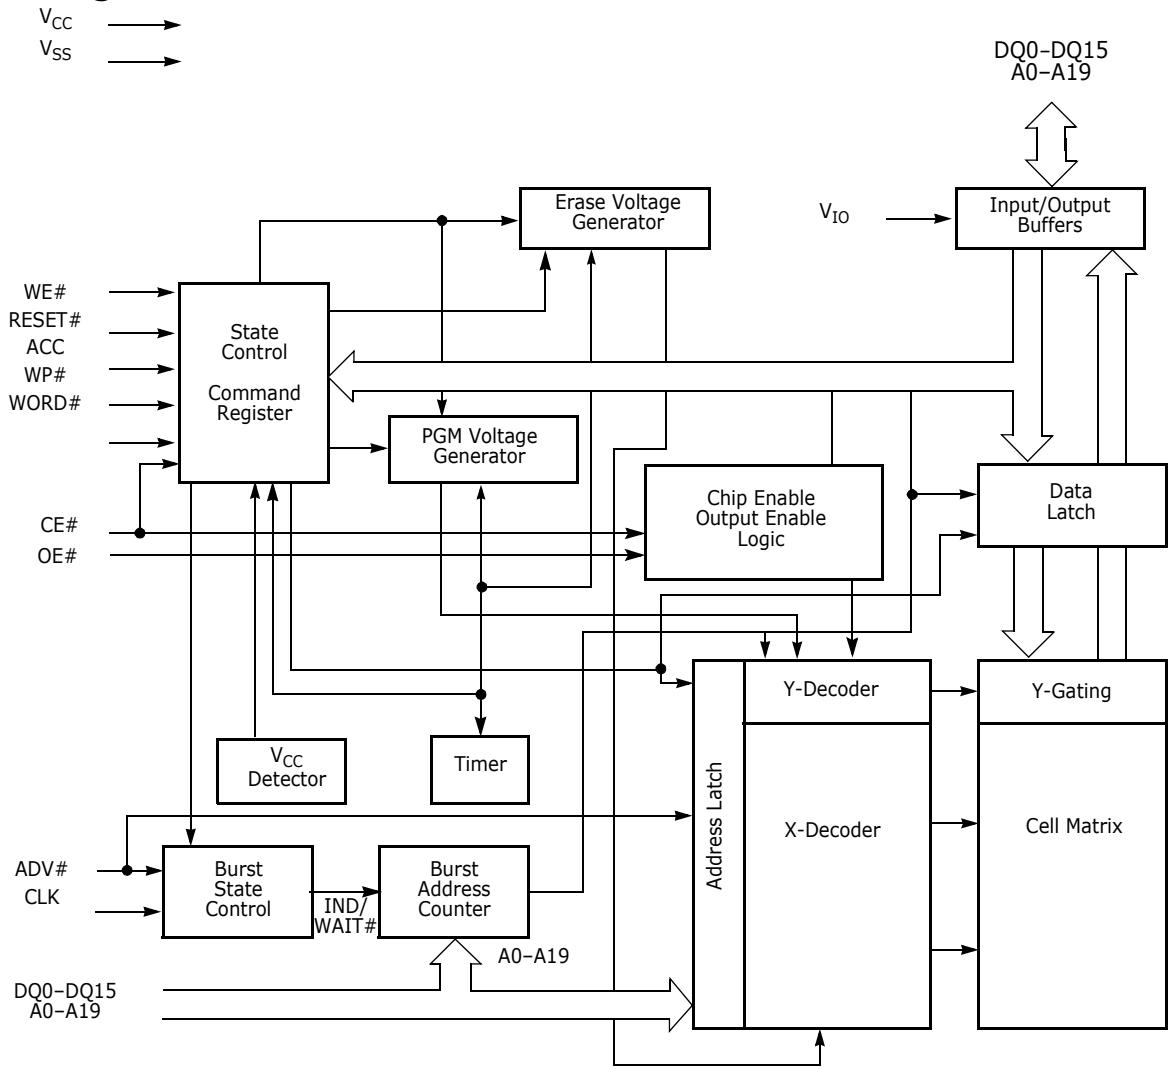 VCC
VSS
DQ0–DQ15
A0–A19
Erase Voltage
Generator
VIO
Input/Output
Buffers
WE#
RESET#
ACC
WP#
WORD#
State
Control
Command
Register
PGM Voltage
Generator
Chip Enable
Output Enable
Logic
Data
Latch
CE#
OE#
Y-Decoder
Y-Gating
VCC
Detector
Timer
Address Latch
X-Decoder
Cell Matrix
ADV#
CLK
Burst
State
Control
IND/
WAIT#
Burst
Address
Counter
A0–A19
DQ0–DQ15
A0–A19